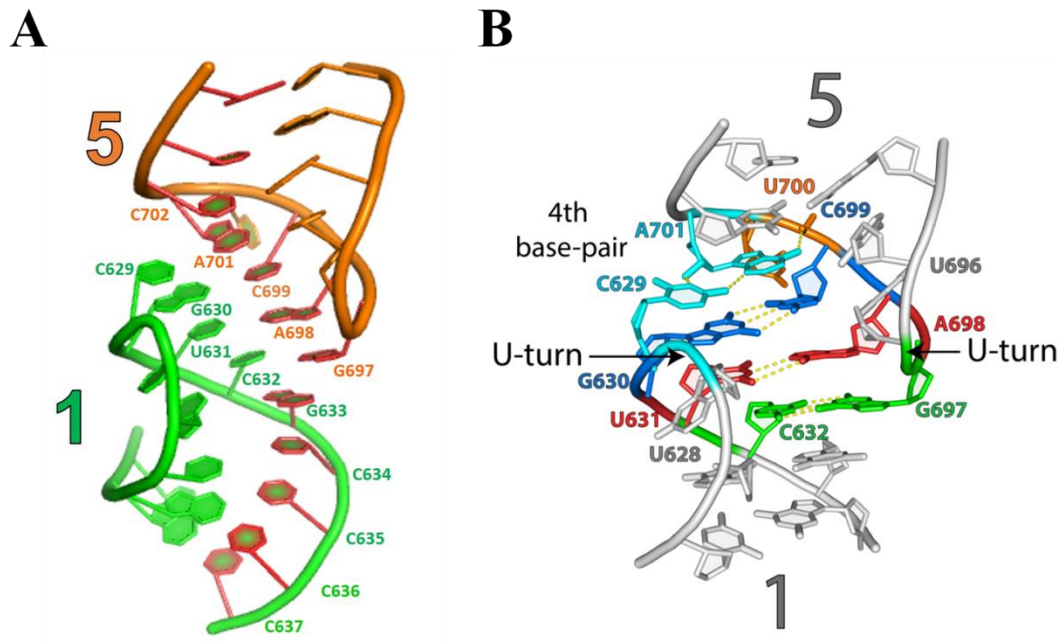 A
5
C702
A701
C629
C699
G630
A698
U631
G697
C632
G633
1
C634
C635
C636
C637
B
5
U700
C699
4th
base-pair
A701
U696
C629
A698
U-turn
U-turn
G630
G697
U631
C632
U628
1